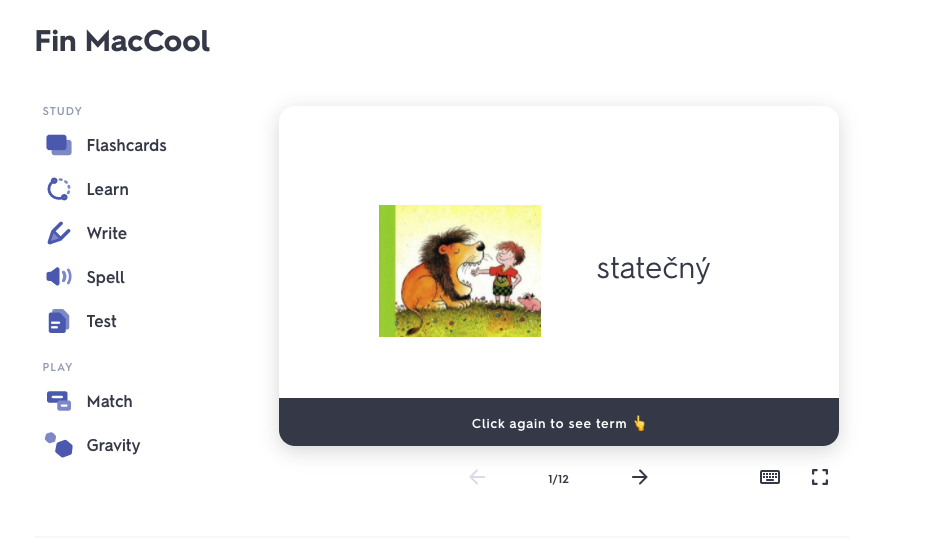 Fin MacCool
STUDY
Flashcards
Learn
Write
Spell
Test
PLAY
Match
Gravity
statečný
Click again to see term 👆
1/12